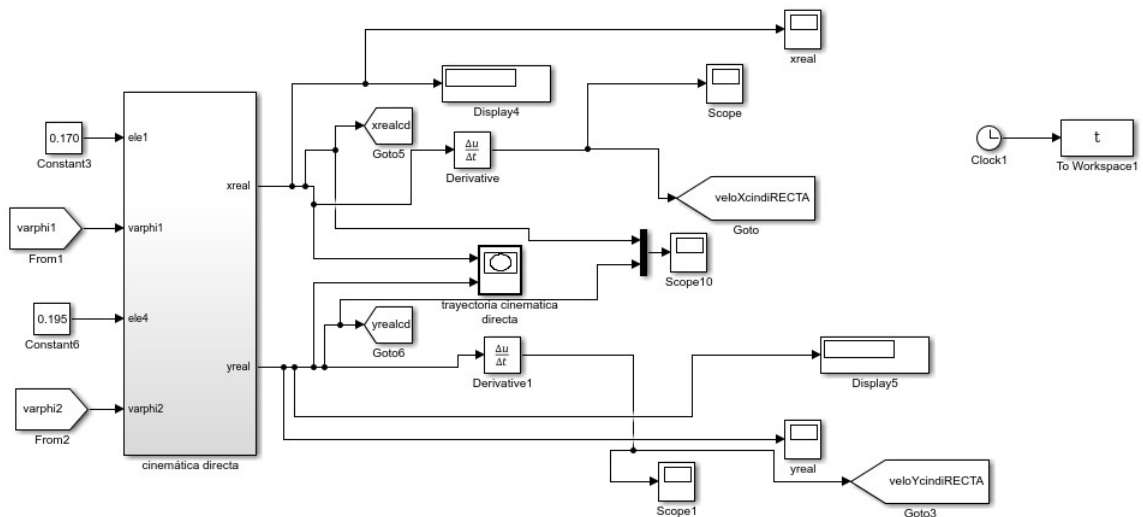 xreal
Display4
Scope
0.170
Constant3
ele1
xrealcd
Goto5
Δu
Δt
Derivative
t
Clock1
To Workspace1
xreal
veloXcindiRECTA
Goto
varphi1
From1
varphi1
Scope10
trayectoria cinematica
directa
0.195
Constant6
ele4
yrealcd
Goto6
yreal
Δu
Δt
Derivative1
Display5
varphi2
From2
varphi2
cinemática directa
yreal
veloYcindiRECTA
Goto3
Scope1